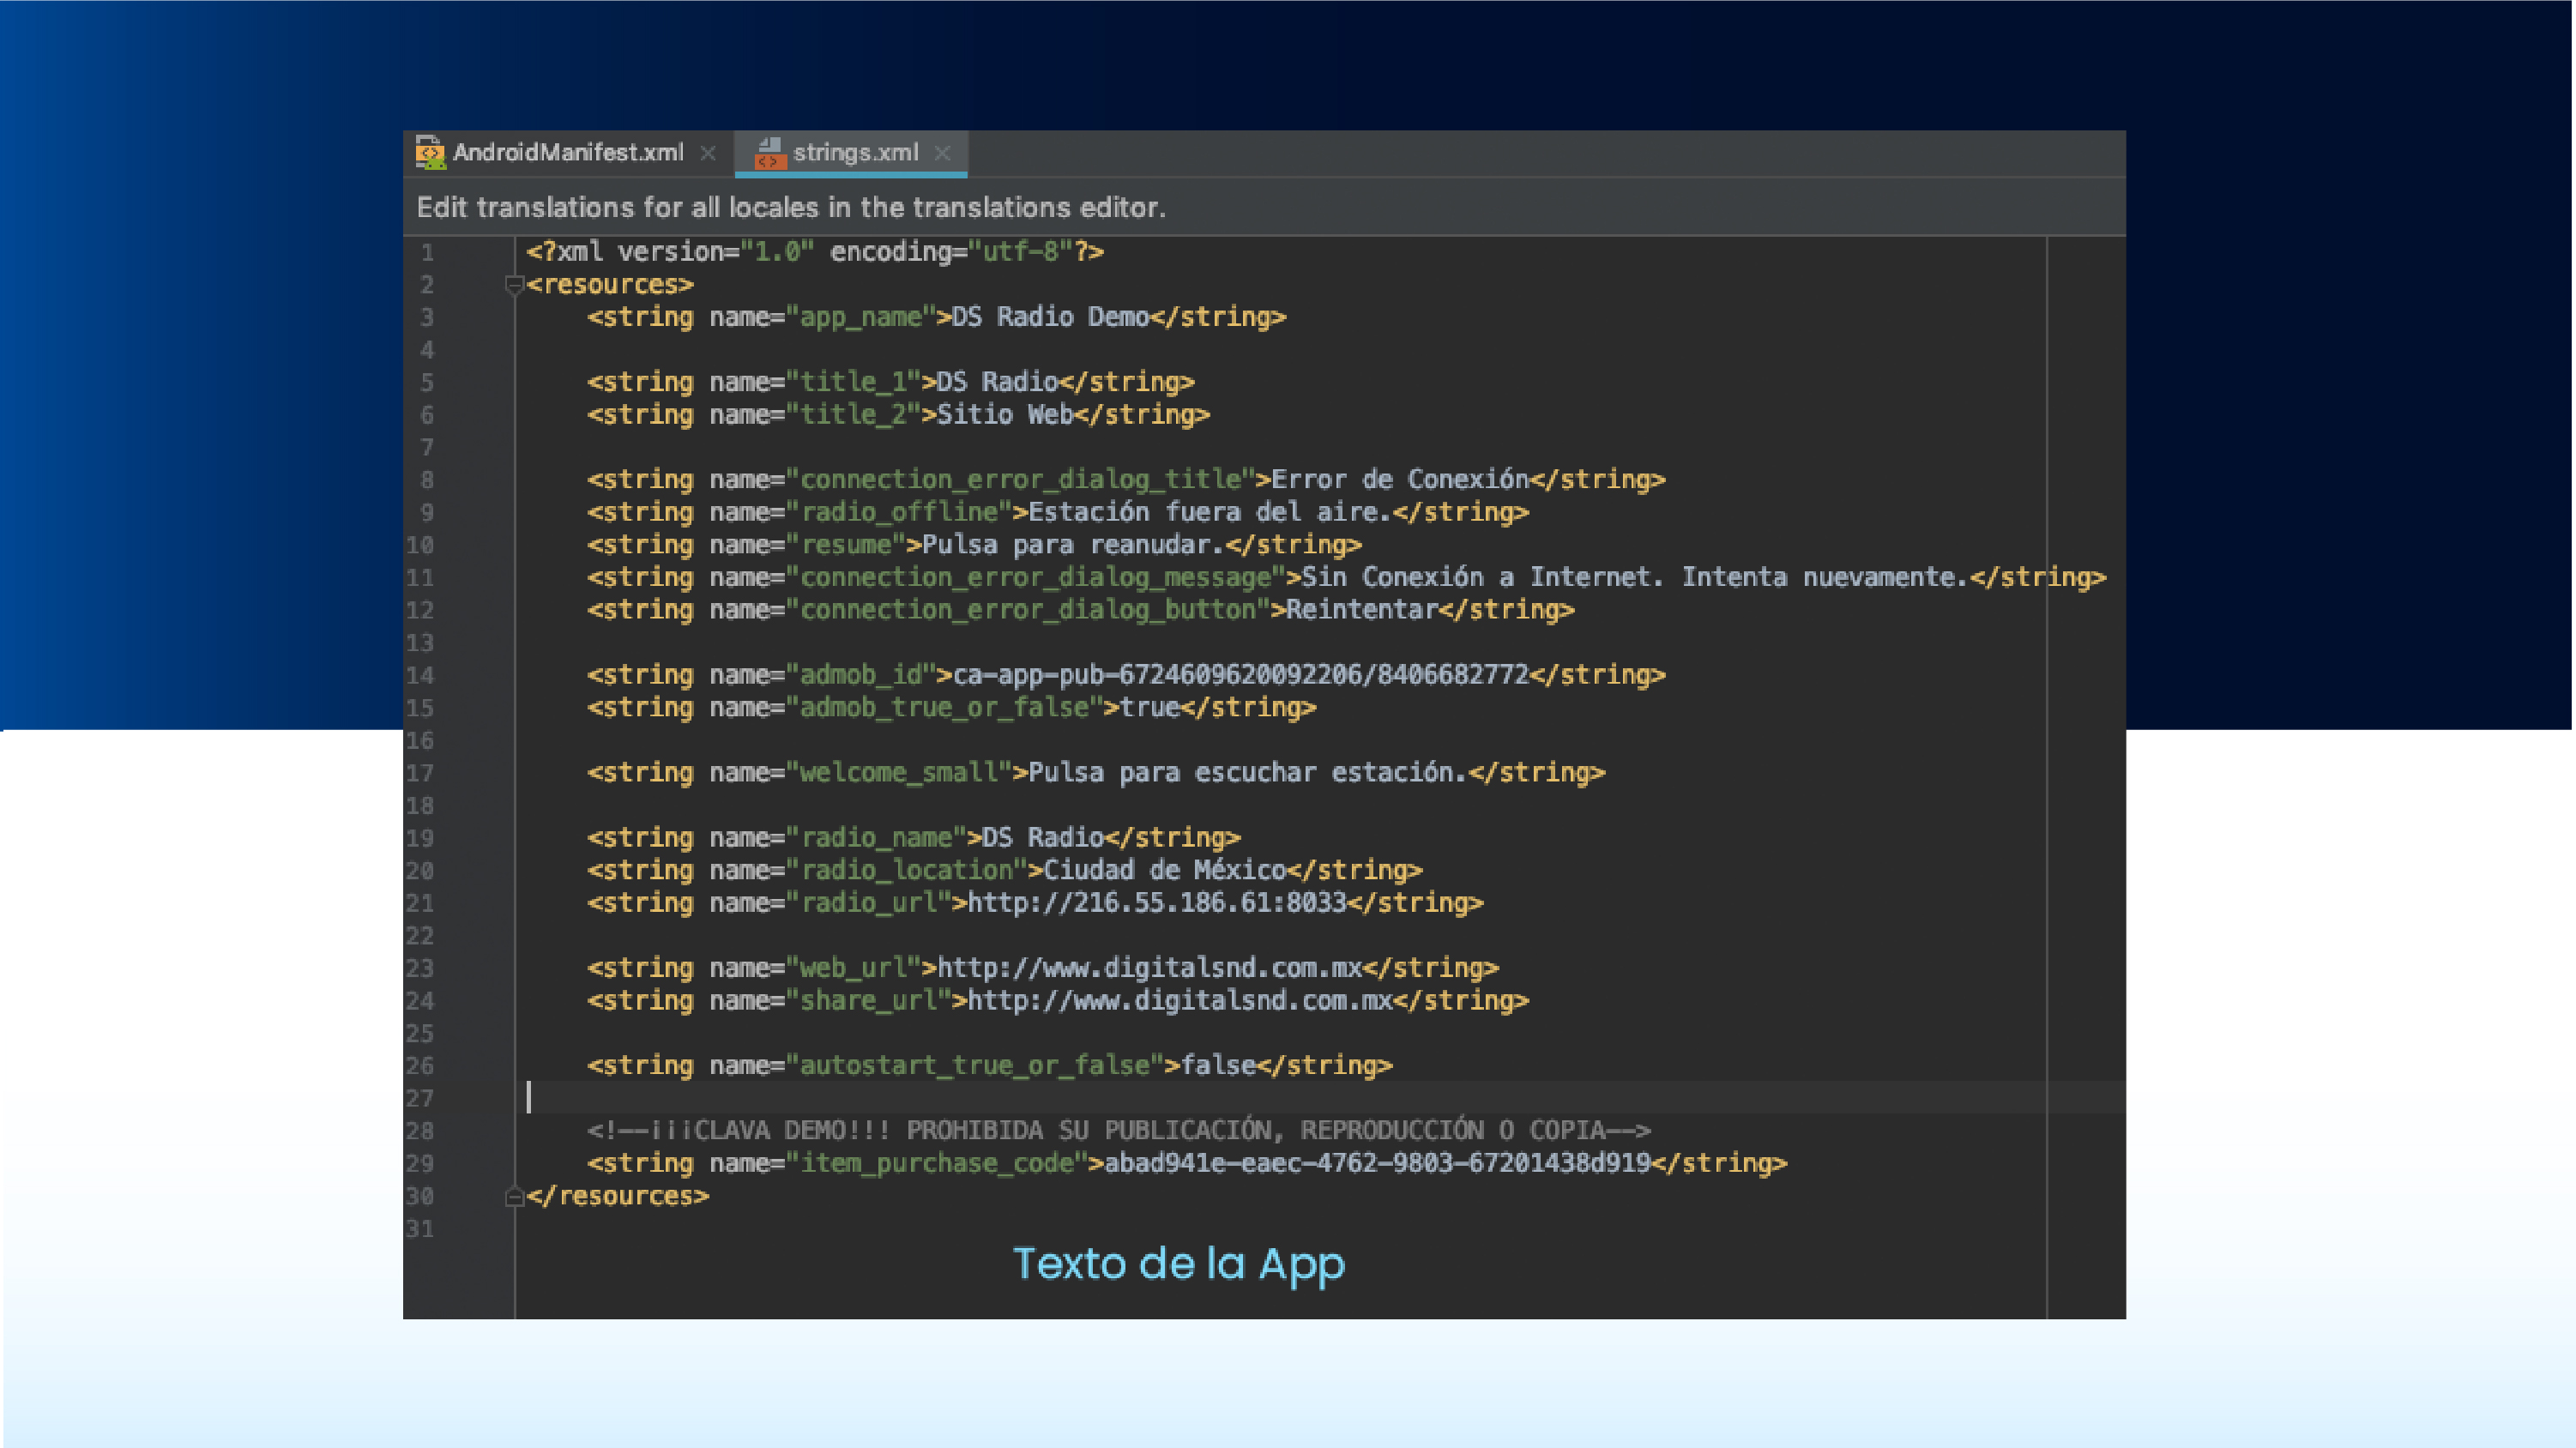 AndroidManifest.xml strings.xml
Edit translations for all locales in the translations editor.
1 <?xml version="1.0" encoding="utf-8"?>
2 <resources>
3 <string name="app_name">DS Radio Demo</string>
4
5 <string name="title_1">DS Radio</string>
6 <string name="title_2">Sitio Web</string>
7
8 <string name="connection_error_dialog_title">Error de Conexión</string>
9 <string name="radio_offline">Estación fuera del aire.</string>
10 <string name="resume">Pulsa para reanudar.</string>
11 <string name="connection_error_dialog_message">Sin Conexión a Internet. Intenta nuevamente.</string>
12 <string name="connection_error_dialog_button">Reintentar</string>
13
14 <string name="admob_id">ca-app-pub-6724609620092206/8406682772</string>
15 <string name="admob_true_or_false">true</string>
16
17 <string name="welcome_small">Pulsa para escuchar estación.</string>
18
19 <string name="radio_name">DS Radio</string>
20 <string name="radio_location">Ciudad de México</string>
21 <string name="radio_url">http://216.55.186.61:8033</string>
22
23 <string name="web_url">http://www.digitalsnd.com.mx</string>
24 <string name="share_url">http://www.digitalsnd.com.mx</string>
25
26 <string name="autostart_true_or_false">false</string>
27
28 <!--¡¡¡CLAVA DEMO!!! PROHIBIDA SU PUBLICACIÓN, REPRODUCCIÓN O COPIA-->
29 <string name="item_purchase_code">abad941e-eaec-4762-9803-67201438d919</string>
30 </resources>
31
Texto de la App